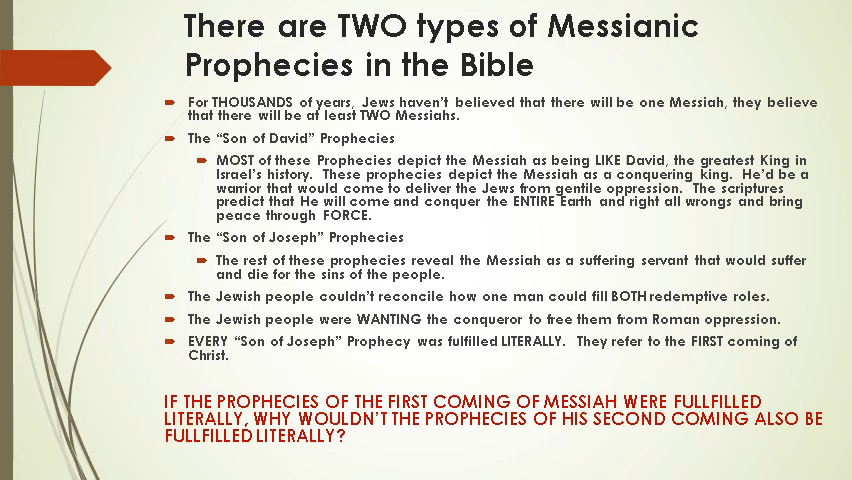 There are TWO types of Messianic
Prophecies in the Bible
For THOUSANDS of years, Jews haven't believed that there will be one Messiah, they believe
that there will be at least TWO Messiahs.
The "Son of David" Prophecies
MOST of these Prophecies depict the Messiah as being LIKE David, the greatest King in
Israel's history. These prophecies depict the Messiah as a conquering king. He'd be a
warrior that would come to deliver the Jews from gentile oppression. The scriptures
predict that He will come and conquer the ENTIRE Earth and right all wrongs and bring
peace through FORCE.
The "Son of Joseph" Prophecies
The rest of these prophecies reveal the Messiah as a suffering servant that would suffer
and die for the sins of the people.
The Jewish people couldn't reconcile how one man could fill BOTH redemptive roles.
The Jewish people were WANTING the conqueror to free them from Roman oppression.
EVERY "Son of Joseph" Prophecy was fulfilled LITERALLY. They refer to the FIRST coming of
Christ.
IF THE PROPHECIES OF THE FIRST COMING OF MESSIAH WERE FULLFILLED
LITERALLY, WHY WOULDN'T THE PROPHECIES OF HIS SECOND COMING ALSO BE
FULLFILLED LITERALLY?